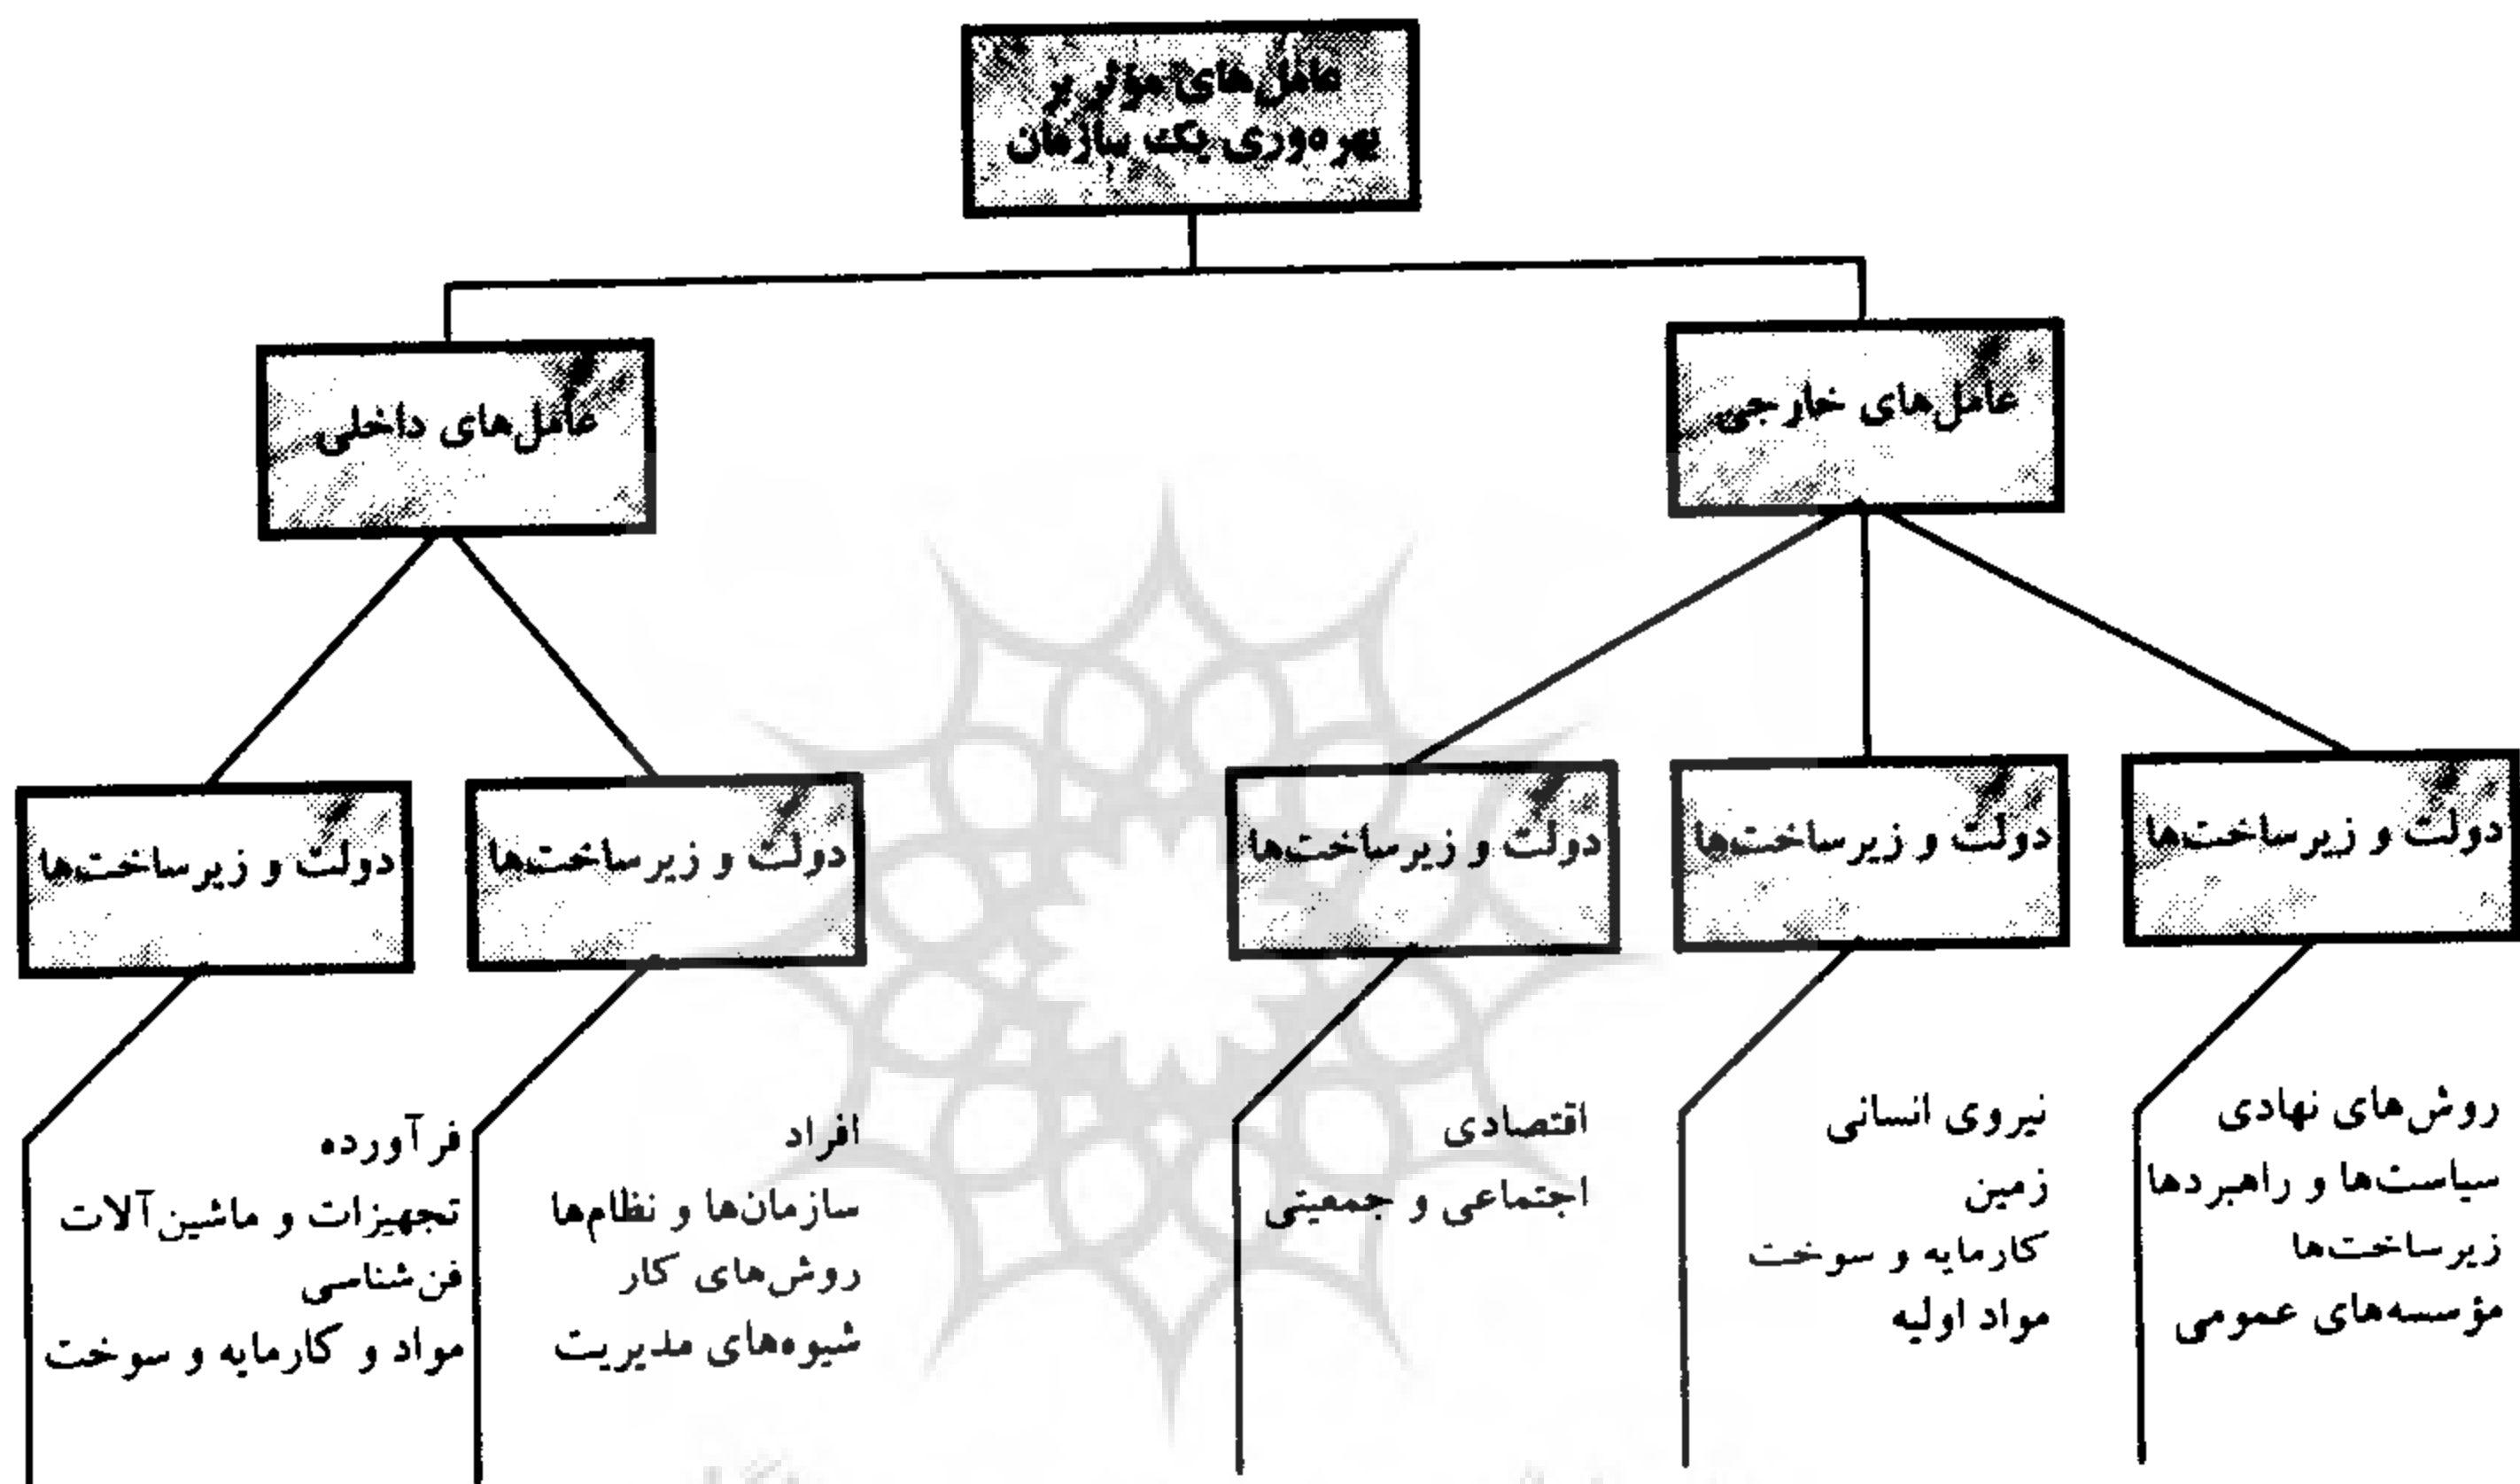 عامل‌های مؤثر بر
بهره‌وری یک سازمان
عامل‌های خارجی
عامل‌های داخلی
دولت و زیرساخت‌ها
دولت و زیرساخت‌ها
دولت و زیرساخت‌ها
دولت و زیرساخت‌ها
دولت و زیرساخت‌ها
روش‌های نهادی
سیاست‌ها و راهبردها
زیرساخت‌ها
مؤسسه‌های عمومی
نیروی انسانی
زمین
کارمایه و سوخت
مواد اولیه
اقتصادی
اجتماعی و جمعیتی
افراد
سازمان‌ها و نظام‌ها
روش‌های کار
شیوه‌های مدیریت
فرآورده
تجهیزات و ماشین‌آلات
فن‌شناسی
مواد و کارمایه و سوخت